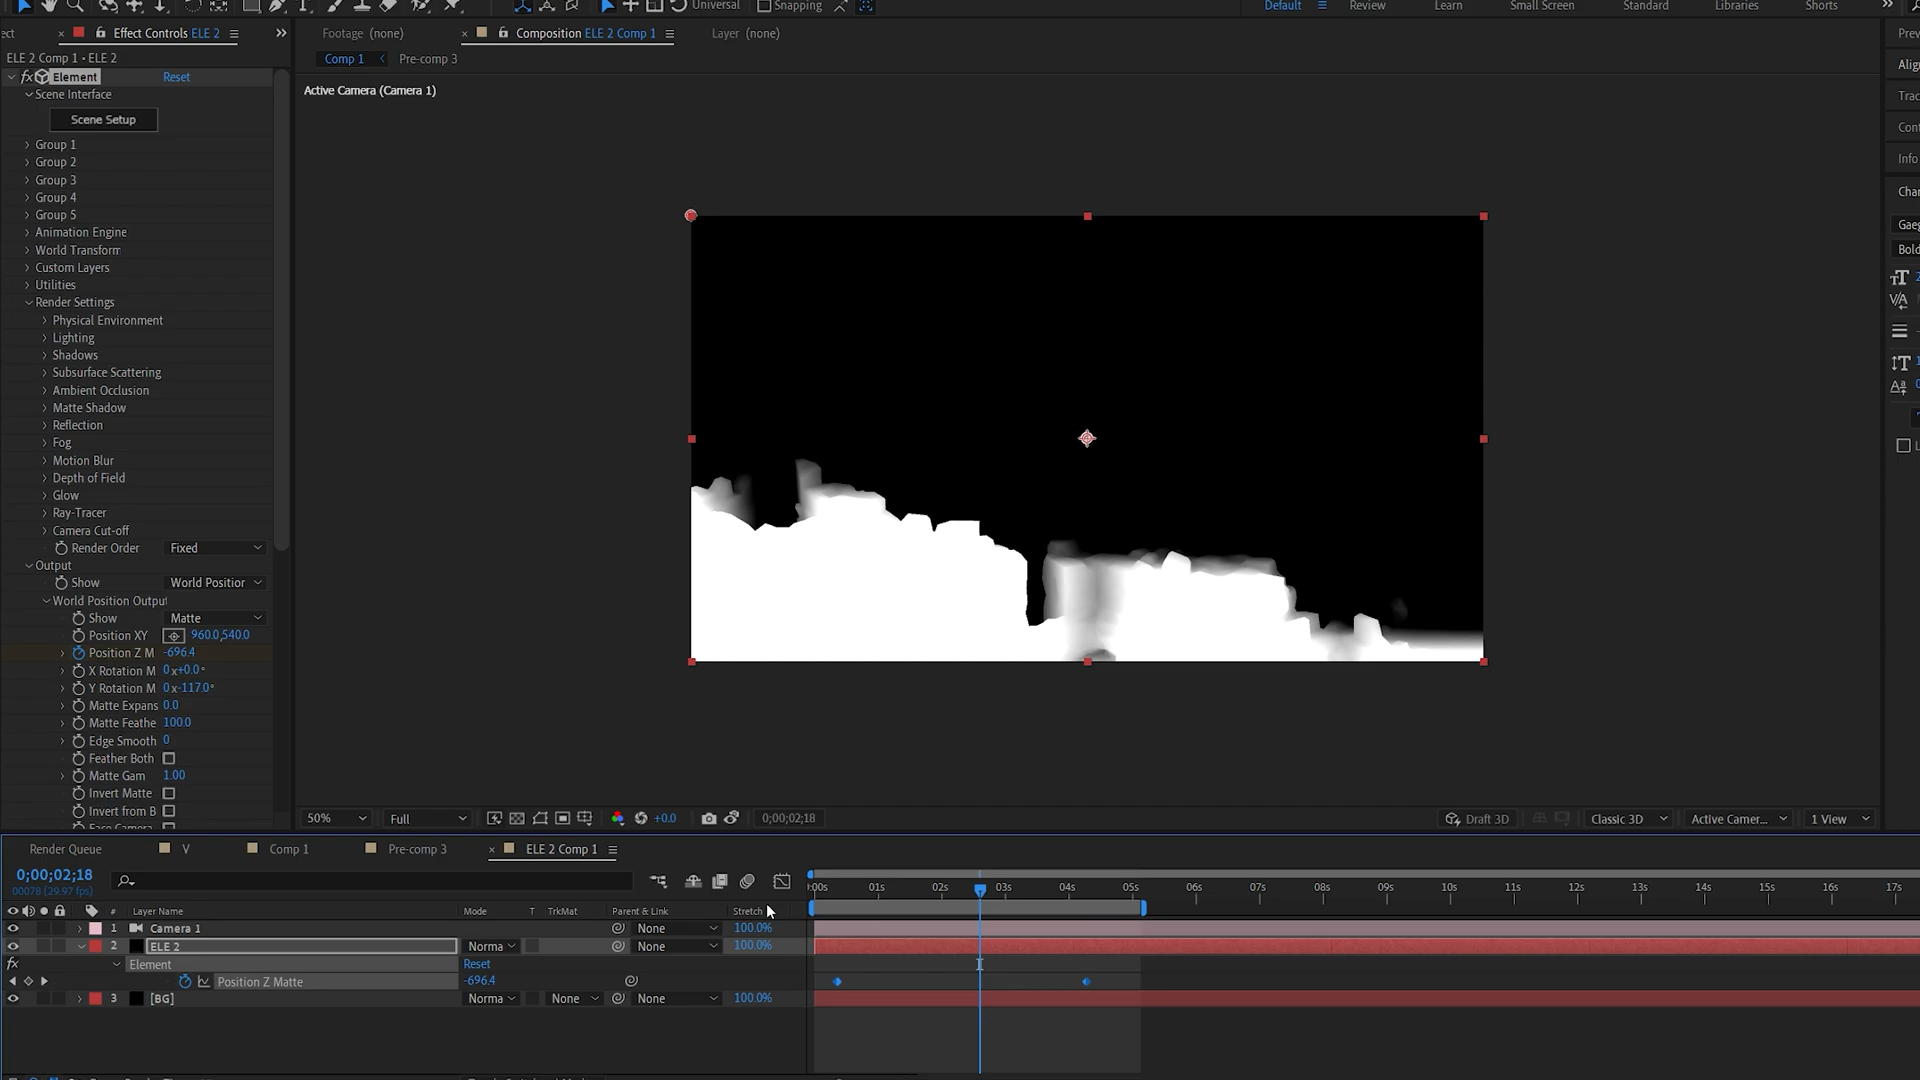 Universal Snapping Default Review Learn Small Screen Standard Libraries Shorts
Effect Controls ELE 2 Footage (none) Composition ELE 2 Comp 1 Layer (none)
ELE 2 Comp 1 • ELE 2 Comp 1 Pre-comp 3
Element Reset
Active Camera (Camera 1)
Scene Interface
Scene Setup
Group 1
Group 2
Group 3
Group 4
Group 5
Animation Engine
World Transform
Custom Layers
Utilities
Render Settings
Physical Environment
Lighting
Shadows
Subsurface Scattering
Ambient Occlusion
Matte Shadow
Reflection
Fog
Motion Blur
Depth of Field
Glow
Ray-Tracer
Camera Cut-off
Render Order Fixed
Output
Show World Position
World Position Output
Show Matte
Position XY 960.0,540.0
Position Z M -696.4
X Rotation M 0x+0.0°
Y Rotation M 0x-117.0°
Matte Expans 0.0
Matte Feathe 100.0
Edge Smooth 0
Feather Both
Matte Gam 1.00
Invert Matte
Invert from B
50% Full +0.0 0;00;02;18 Draft 3D Classic 3D Active Camer... 1 View
Render Queue V Comp 1 Pre-comp 3 ELE 2 Comp 1
0;00;02;18
00078 (29.97 fps)
:00s 01s 02s 03s 04s 05s 06s 07s 08s 09s 10s 11s 12s 13s 14s 15s 16s 17s
# Layer Name Mode T TrkMat Parent & Link Stretch
1 Camera 1 None 100.0%
2 ELE 2 Norma None 100.0%
fx Element Reset
Position Z Matte -696.4
3 [BG] Norma None None 100.0%